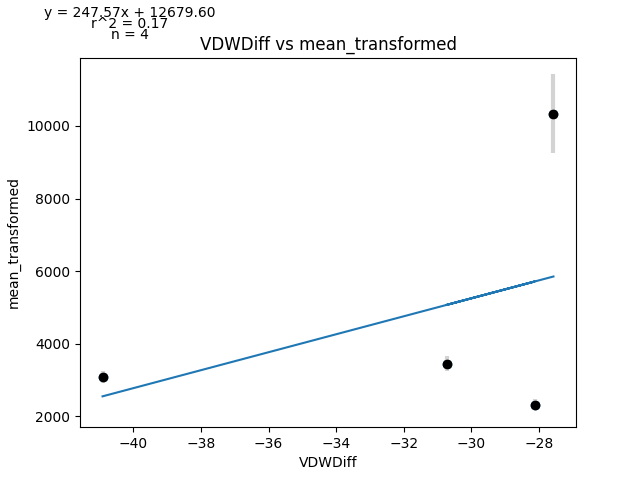 y = 247.57x + 12679.60
r^2 = 0.17
n = 4
VDWDiff vs mean_transformed
mean_transformed
10000
8000
6000
4000
2000
−40
−38
−36
−34
−32
−30
−28
VDWDiff